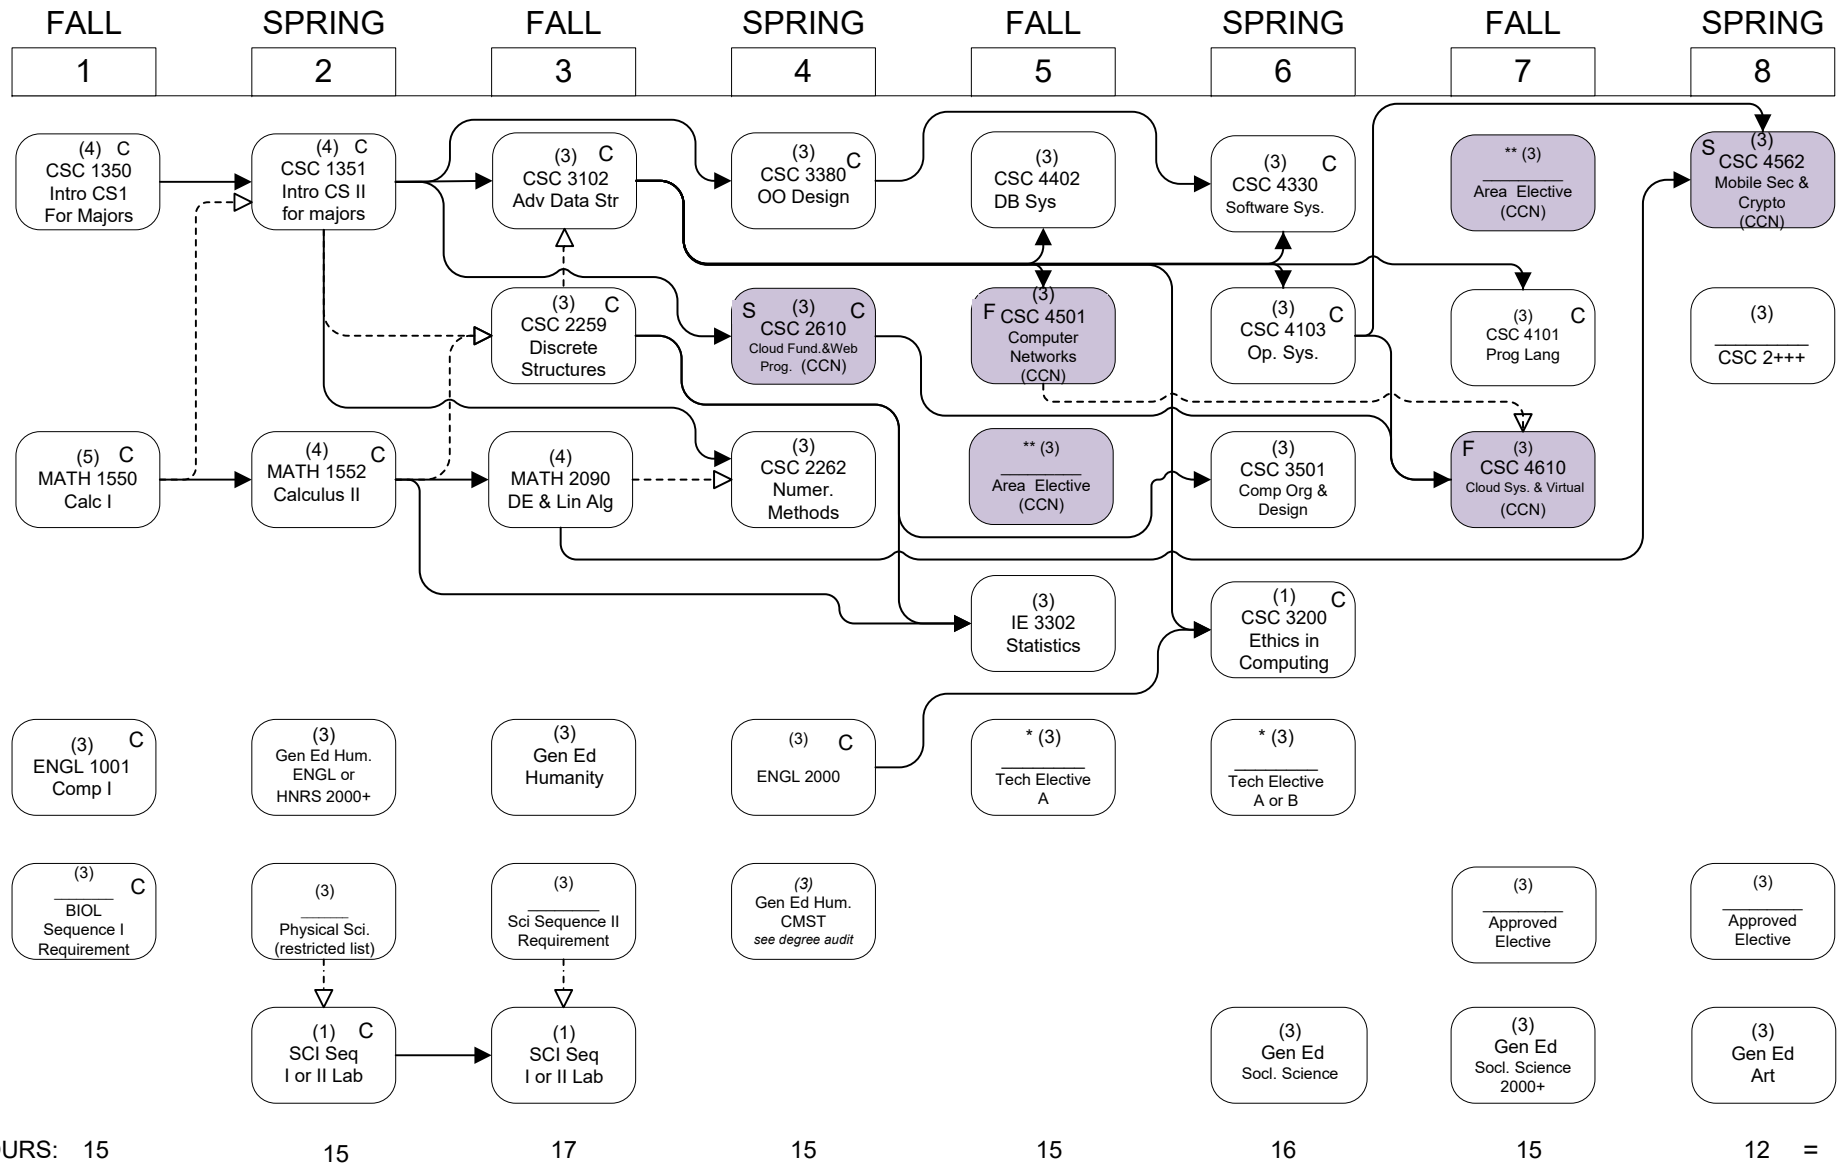 FALL
SPRING
FALL
SPRING
FALL
SPRING
FALL
SPRING
1
2
3
4
5
6
7
8
(4) C
CSC 1350
Intro CS1
For Majors
(4) C
CSC 1351
Intro CS II
for majors
(3) C
CSC 3102
Adv Data Str
(3) C
CSC 3380
OO Design
(3)
CSC 4402
DB Sys
(3) C
CSC 4330
Software Sys.
** (3)
Area Elective
(CCN)
S (3)
CSC 4562
Mobile Sec &
Crypto
(CCN)
(3) C
CSC 2259
Discrete
Structures
S (3) C
CSC 2610
Cloud Fund.&Web
Prog. (CCN)
(3)
F CSC 4501
Computer
Networks
(CCN)
(3) C
CSC 4103
Op. Sys.
(3) C
CSC 4101
Prog Lang
(3)
CSC 2+++
(5) C
MATH 1550
Calc I
(4) C
MATH 1552
Calculus II
(4)
MATH 2090
DE & Lin Alg
(3)
CSC 2262
Numer.
Methods
** (3)
Area Elective
(CCN)
(3)
CSC 3501
Comp Org &
Design
F (3)
CSC 4610
Cloud Sys. & Virtual
(CCN)
(3)
IE 3302
Statistics
(1) C
CSC 3200
Ethics in
Computing
(3) C
ENGL 1001
Comp I
(3)
Gen Ed Hum.
ENGL or
HNRS 2000+
(3)
Gen Ed
Humanity
(3) C
ENGL 2000
* (3)
Tech Elective
A
* (3)
Tech Elective
A or B
(3) C
BIOL
Sequence I
Requirement
(3)
Physical Sci.
(restricted list)
(3)
Sci Sequence II
Requirement
(3)
Gen Ed Hum.
CMST
see degree audit
(3)
Approved
Elective
(3)
Approved
Elective
(1) C
SCI Seq
I or II Lab
(1)
SCI Seq
I or II Lab
(3)
Gen Ed
Socl. Science
(3)
Gen Ed
Socl. Science
2000+
(3)
Gen Ed
Art
OURS: 15 15 17 15 15 16 15 12 =